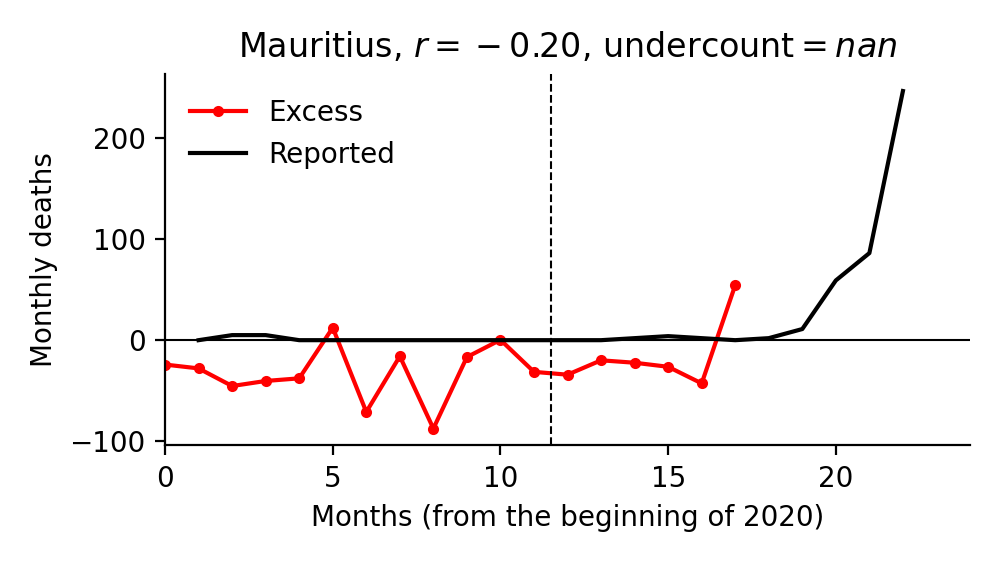 Mauritius, r = −0.20, undercount = nan
Excess
Reported
Monthly deaths
200
100
0
−100
0 5 10 15 20
Months (from the beginning of 2020)